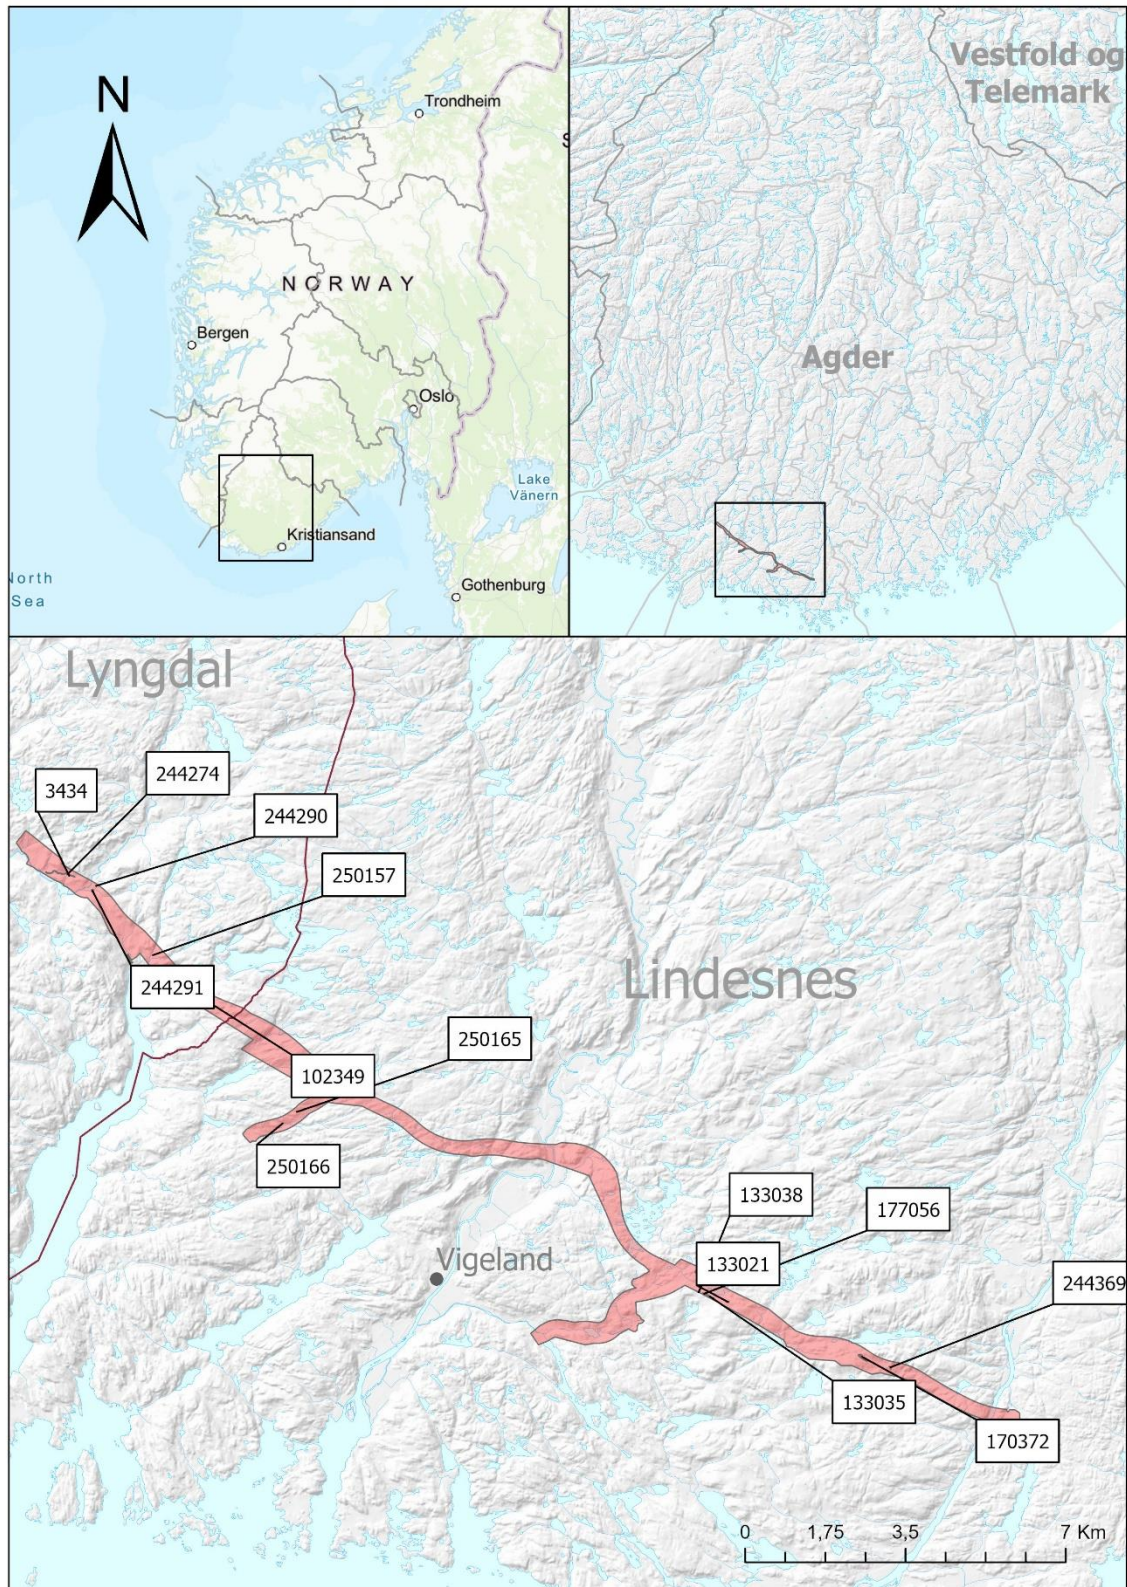 N
Trondheim
S
NORWAY
Bergen
Oslo
Lake
Vänern
Kristiansand
North
Sea
Gothenburg
Vestfold og
Telemark
Agder
Lyngdal
244274
3434
244290
250157
244291
Lindesnes
250165
102349
250166
133038
177056
133021
Vigeland
244369
133035
170372
0 1,75 3,5 7 Km